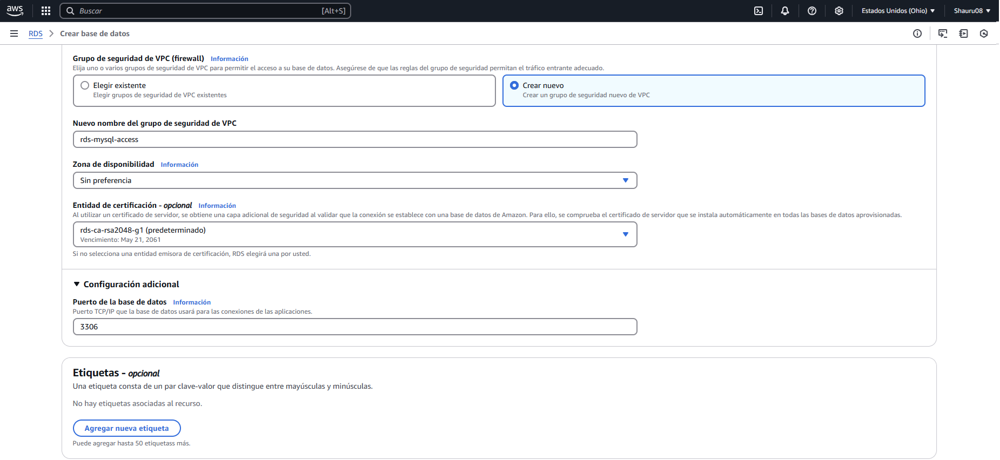 aws
Buscar
[Alt+S]
Estados Unidos (Ohio)
Shauru08
RDS
Crear base de datos
Grupo de seguridad de VPC (firewall)
Información
Elija uno o varios grupos de seguridad de VPC para permitir el acceso a su base de datos. Asegúrese de que las reglas del grupo de seguridad permitan el tráfico entrante adecuado.
Elegir existente
Elegir grupos de seguridad de VPC existentes
Crear nuevo
Crear un grupo de seguridad nuevo de VPC
Nuevo nombre del grupo de seguridad de VPC
rds-mysql-access
Zona de disponibilidad
Información
Sin preferencia
Entidad de certificación - opcional
Información
Al utilizar un certificado de servidor, se obtiene una capa adicional de seguridad al validar que la conexión se establece con una base de datos de Amazon. Para ello, se comprueba el certificado de servidor que se instala automáticamente en todas las bases de datos aprovisionadas.
rds-ca-rsa2048-g1 (predeterminado)
Vencimiento: May 21, 2061
Si no selecciona una entidad emisora de certificación, RDS elegirá una por usted.
Configuración adicional
Puerto de la base de datos
Información
Puerto TCP/IP que la base de datos usará para las conexiones de las aplicaciones.
3306
Etiquetas - opcional
Una etiqueta consta de un par clave-valor que distingue entre mayúsculas y minúsculas.
No hay etiquetas asociadas al recurso.
Agregar nueva etiqueta
Puede agregar hasta 50 etiquetass más.